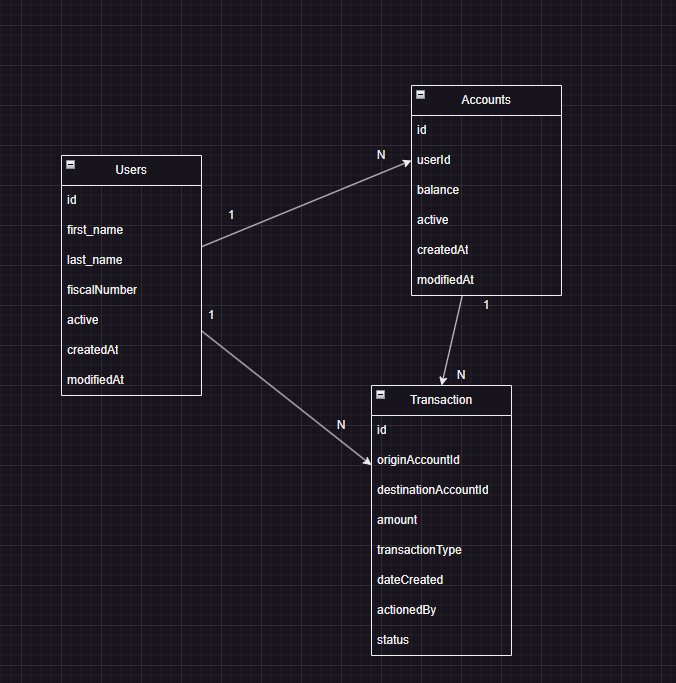 Accounts
id
userId
balance
active
createdAt
modifiedAt
Users
id
first_name
last_name
fiscalNumber
active
createdAt
modifiedAt
1
N
1
N
1
N
Transaction
id
originAccountId
destinationAccountId
amount
transactionType
dateCreated
actionedBy
status